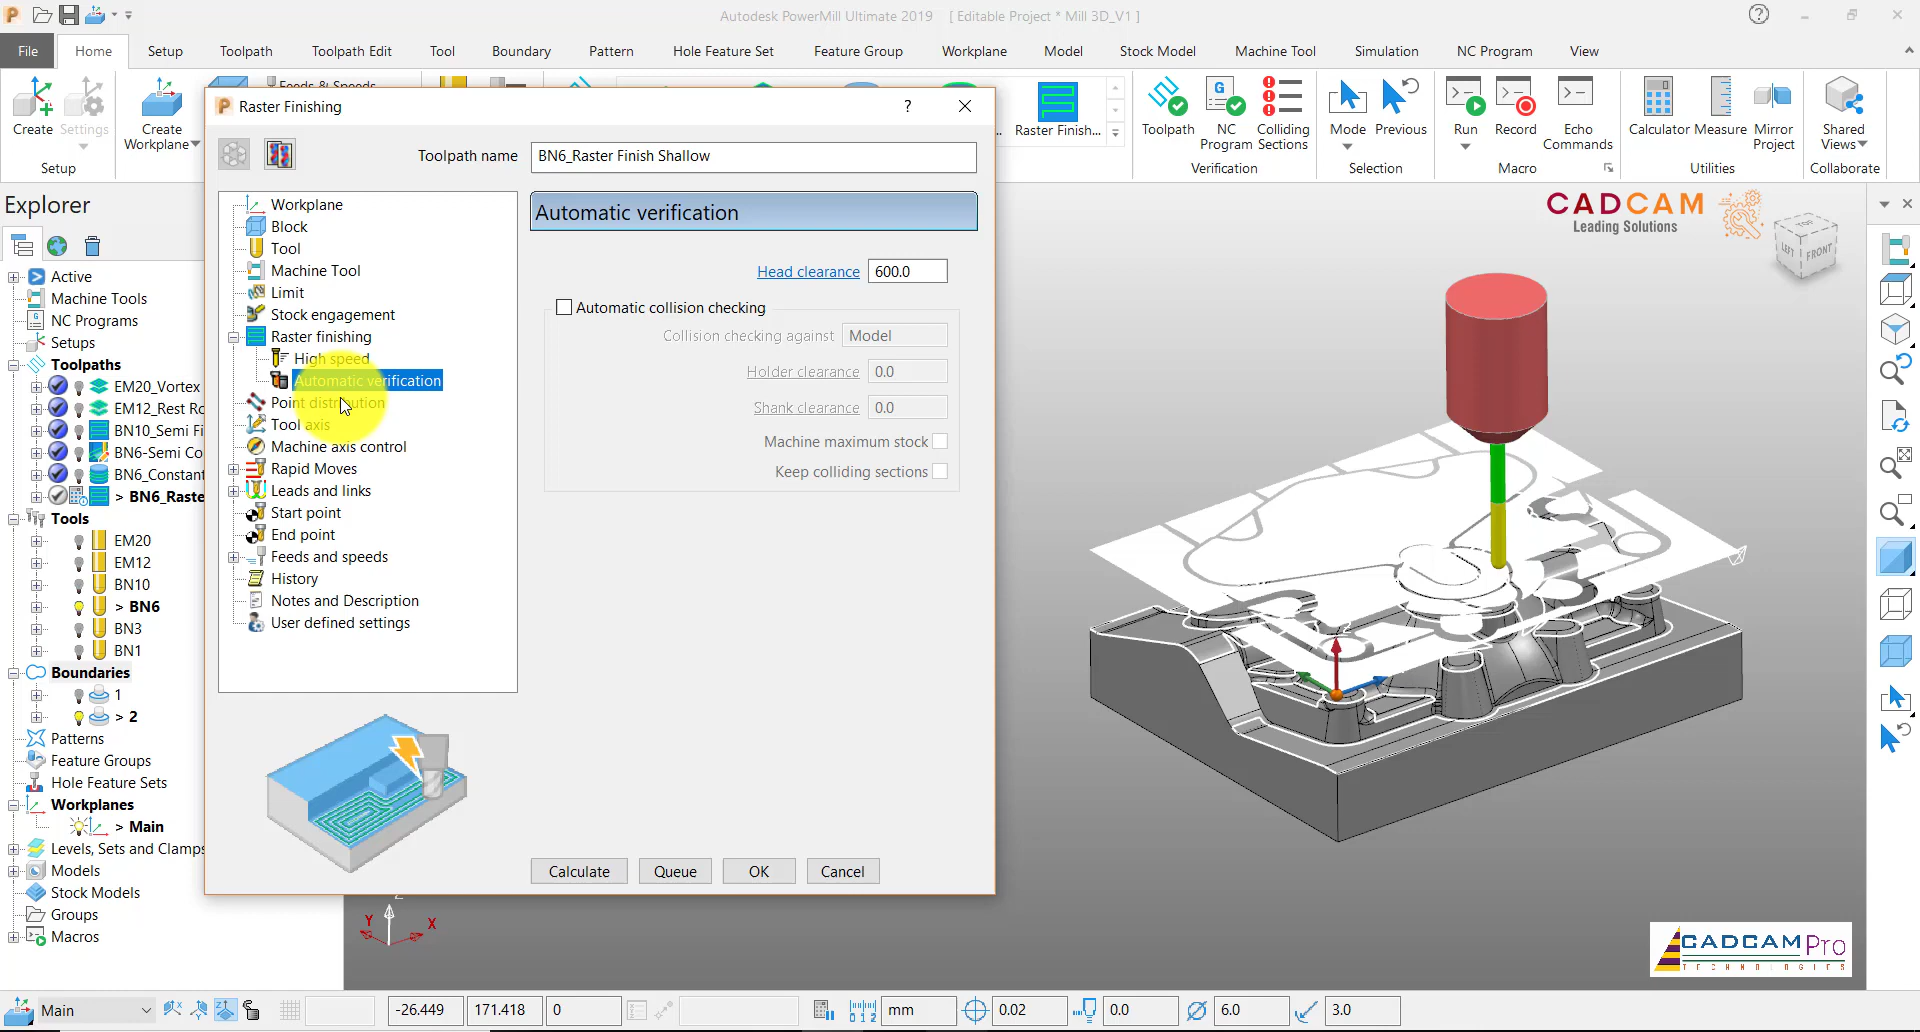 Autodesk PowerMill Ultimate 2019 [ Editable Project * Mill 3D_V1 ]
File
Home
Setup
Toolpath
Toolpath Edit
Tool
Boundary
Pattern
Hole Feature Set
Feature Group
Workplane
Model
Stock Model
Machine Tool
Simulation
NC Program
View
Create
Settings
Setup
Create
Workplane
Raster Finish...
Toolpath
NC
Program
Colliding
Sections
Verification
Mode
Previous
Selection
Run
Record
Echo
Commands
Macro
Calculator
Measure
Mirror
Project
Utilities
Shared
Views
Collaborate
Explorer
Active
Machine Tools
NC Programs
Setups
Toolpaths
EM20_Vortex
EM12_Rest Ro
BN10_Semi Fi
BN6-Semi Co
BN6_Constant
> BN6_Raste
Tools
EM20
EM12
BN10
> BN6
BN3
BN1
Boundaries
1
> 2
Patterns
Feature Groups
Hole Feature Sets
Workplanes
> Main
Levels, Sets and Clamps
Models
Stock Models
Groups
Macros
Raster Finishing
?
Toolpath name
BN6_Raster Finish Shallow
Workplane
Block
Tool
Machine Tool
Limit
Stock engagement
Raster finishing
High speed
Automatic verification
Point distribution
Tool axis
Machine axis control
Rapid Moves
Leads and links
Start point
End point
Feeds and speeds
History
Notes and Description
User defined settings
Automatic verification
Head clearance 600.0
Automatic collision checking
Collision checking against Model
Holder clearance 0.0
Shank clearance 0.0
Machine maximum stock
Keep colliding sections
Calculate
Queue
OK
Cancel
CADCAM
Leading Solutions
TOP
LEFT
FRONT
Z
Y
X
CADCAM Pro
TECHNOLOGIES
Main
-26.449
171.418
0
mm
0.02
0.0
6.0
3.0